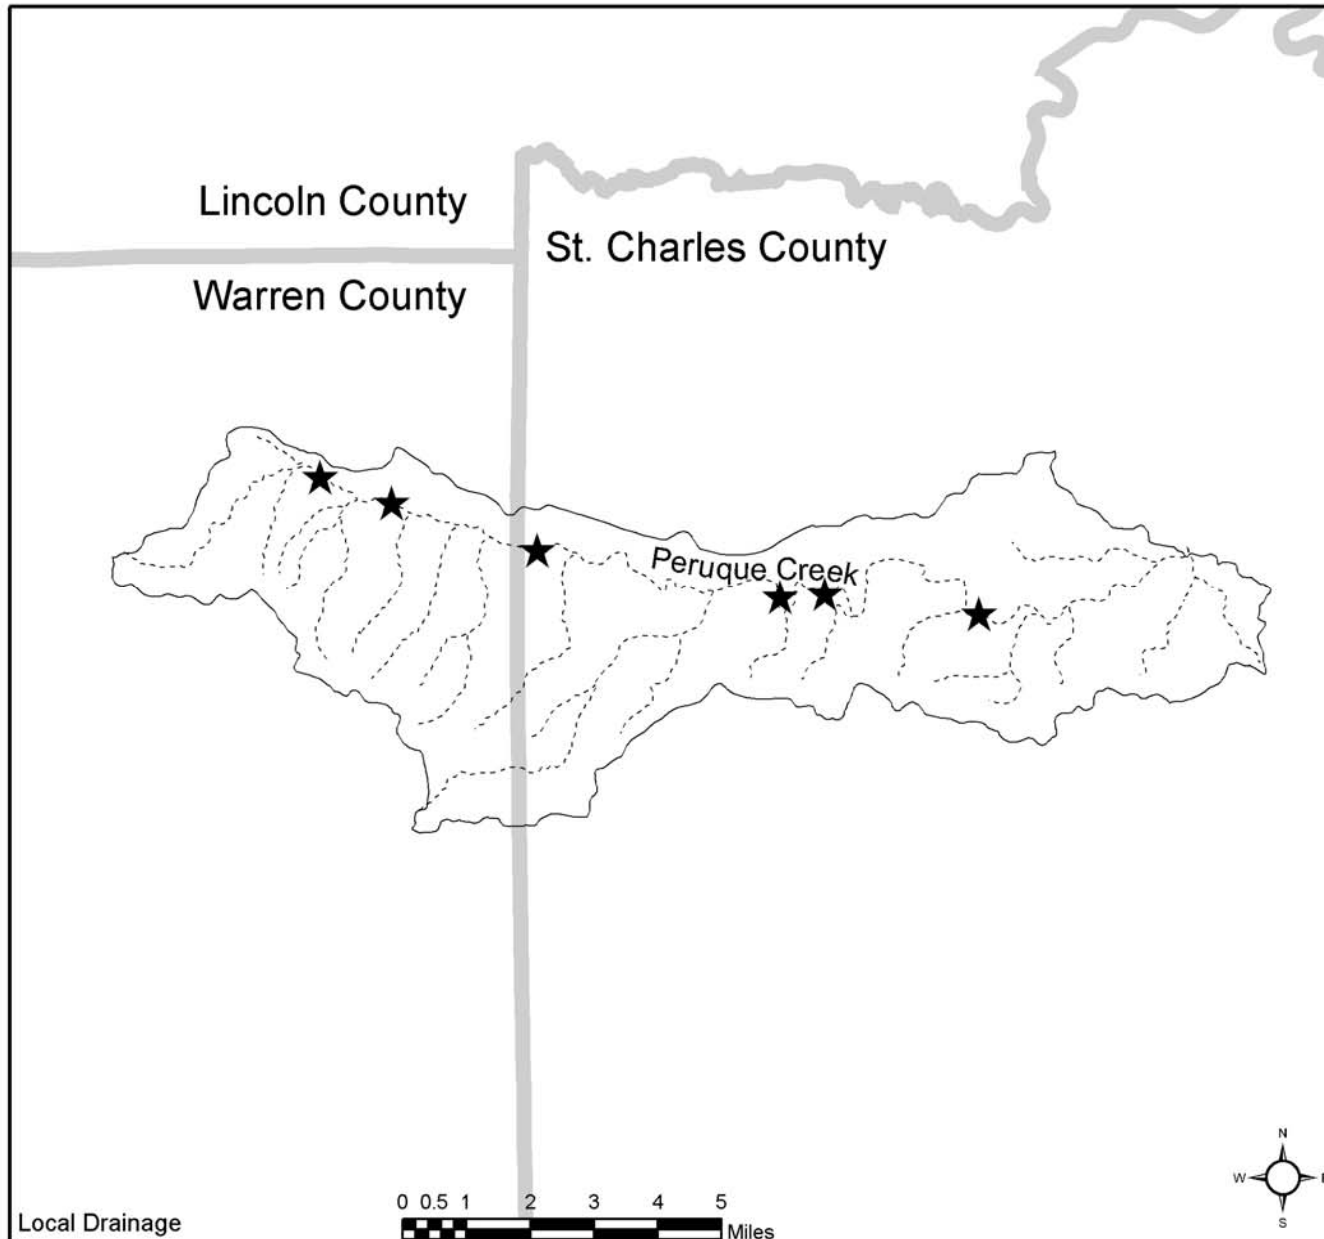 Lincoln County
St. Charles County
Warren County
Peruque Creek
N
W
S
0 0.5 1 2 3 4 5
Miles
Local Drainage